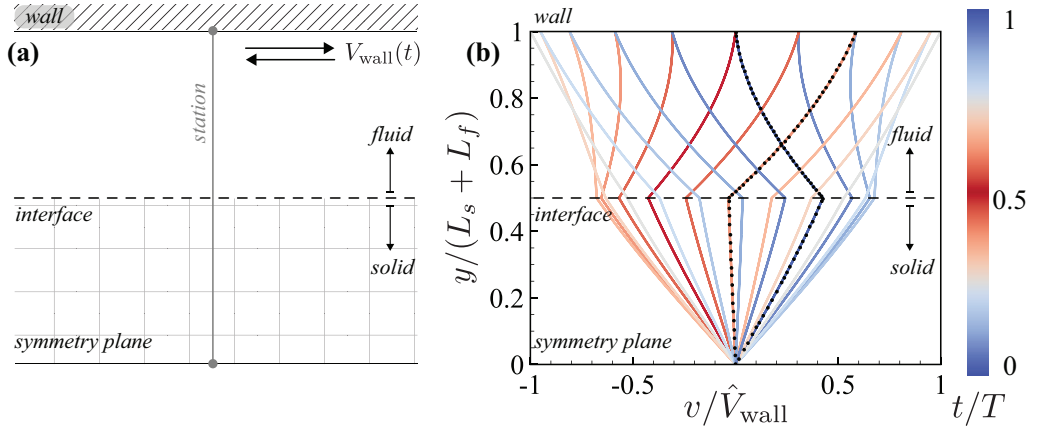 wall
(a)
V_wall(t)
station
fluid
interface
solid
symmetry plane
(b)
wall
1
0.8
0.6
0.4
0.2
0
y/(L_s + L_f)
fluid
interface
solid
symmetry plane
-1
-0.5
0
0.5
1
v/V̂_wall
1
0.5
0
t/T